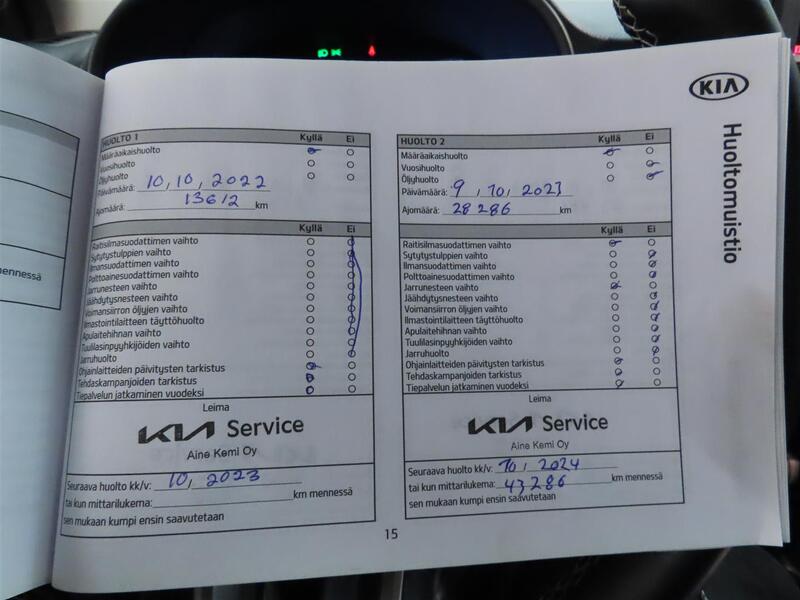 mennessä
KIA
Huoltomuistio
HUOLTO 1 Kyllä Ei
Määräaikaishuolto
Vuosihuolto
Öljyhuolto
Päivämäärä: 10, 10, 2022
Ajomäärä: 13612 km
Kyllä Ei
Raitisilmasuodattimen vaihto
Sytytystulppien vaihto
Ilmansuodattimen vaihto
Polttoainesuodattimen vaihto
Jarrunesteen vaihto
Jäähdytysnesteen vaihto
Voimansiirron öljyjen vaihto
Ilmastointilaitteen täyttöhuolto
Apulaitehihnan vaihto
Tuulilasinpyyhkijöiden vaihto
Jarruhuolto
Ohjainlaitteiden päivitysten tarkistus
Tehdaskampanjoiden tarkistus
Tiepalvelun jatkaminen vuodeksi
Leima
KIA Service
Aine Kemi Oy
Seuraava huolto kk/v: 10, 2023
tai kun mittarilukema: km mennessä
sen mukaan kumpi ensin saavutetaan
HUOLTO 2 Kyllä Ei
Määräaikaishuolto
Vuosihuolto
Öljyhuolto
Päivämäärä: 9, 10, 2023
Ajomäärä: 28286 km
Kyllä Ei
Raitisilmasuodattimen vaihto
Sytytystulppien vaihto
Ilmansuodattimen vaihto
Polttoainesuodattimen vaihto
Jarrunesteen vaihto
Jäähdytysnesteen vaihto
Voimansiirron öljyjen vaihto
Ilmastointilaitteen täyttöhuolto
Apulaitehihnan vaihto
Tuulilasinpyyhkijöiden vaihto
Jarruhuolto
Ohjainlaitteiden päivitysten tarkistus
Tehdaskampanjoiden tarkistus
Tiepalvelun jatkaminen vuodeksi
Leima
KIA Service
Aine Kemi Oy
Seuraava huolto kk/v: 10, 2024
tai kun mittarilukema: 43286 km mennessä
sen mukaan kumpi ensin saavutetaan
15